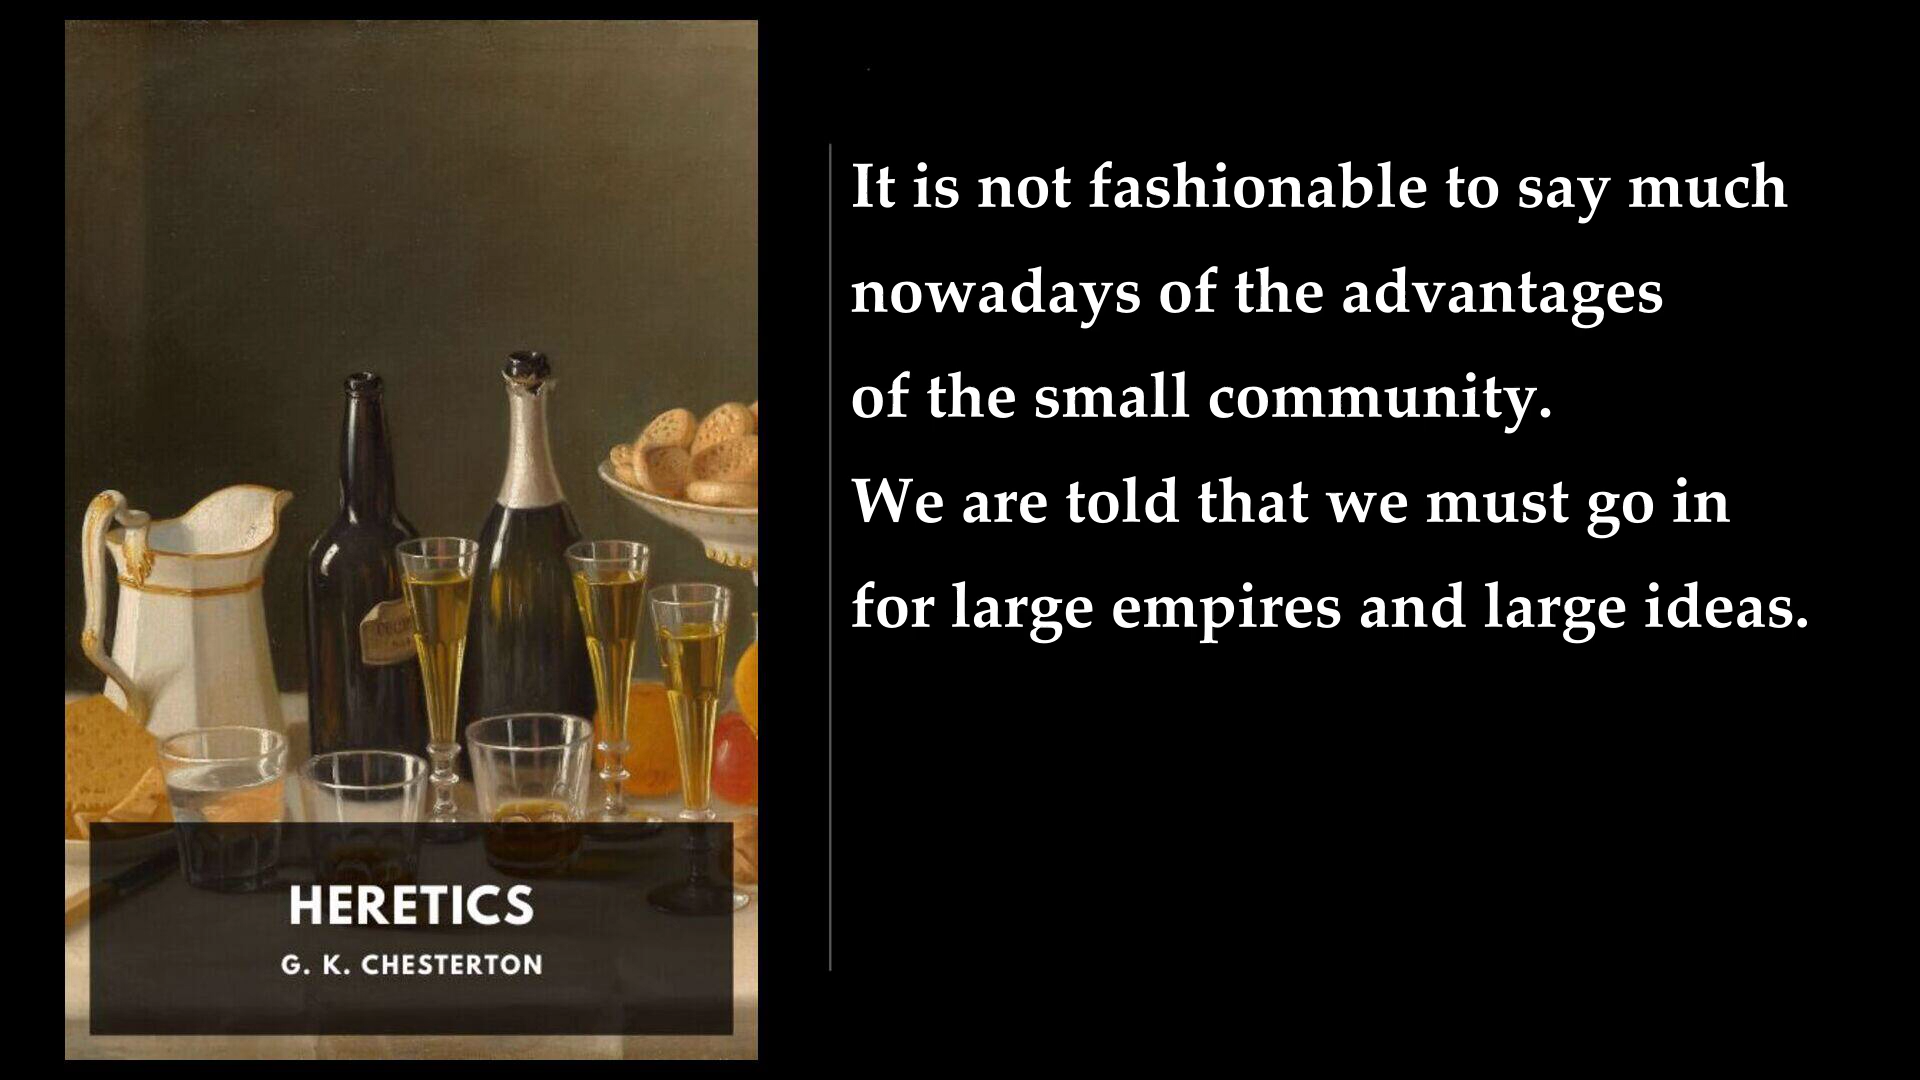 It is not fashionable to say much
nowadays of the advantages
of the small community.
We are told that we must go in
for large empires and large ideas.
HERETICS
G. K. CHESTERTON